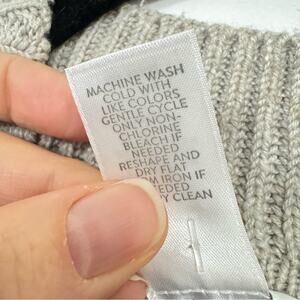 MACHINE WASH
COLD WITH
LIKE COLORS
GENTLE CYCLE
ONLY NON-
CHLORINE
BLEACH IF
NEEDED
RESHAPE AND
DRY FLAT
IRON IF
CLEAN